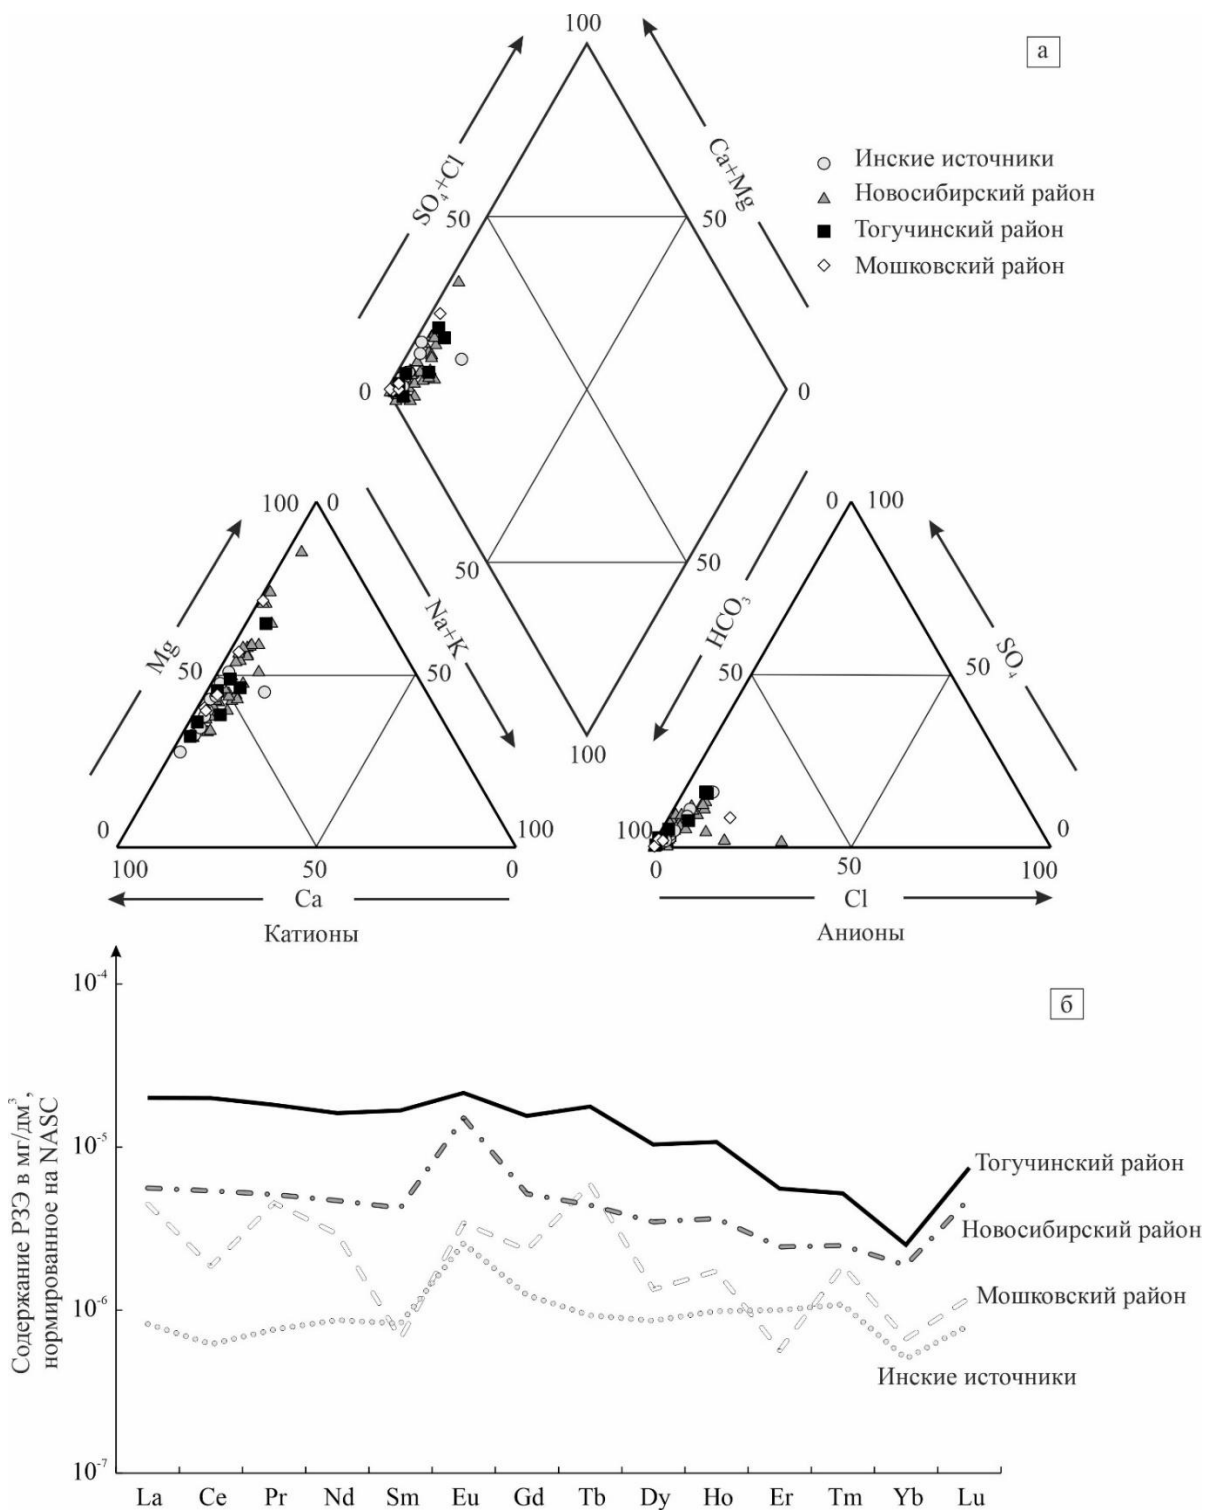 100
а
SO₄+Cl
Ca+Mg
50
50
Инские источники
Новосибирский район
Тогучинский район
Мошковский район
0
0
100
0
0
100
Mg
Na+K
HCO₃
SO₄
50
50
50
50
50
50
100
0
100
100
0
100
50
0
0
50
100
Ca
Cl
Катионы
Анионы
б
Содержание РЗЭ в мг/дм³,
нормированное на NASC
10⁻⁴
10⁻⁵
10⁻⁶
10⁻⁷
Тогучинский район
Новосибирский район
Мошковский район
Инские источники
La Ce Pr Nd Sm Eu Gd Tb Dy Ho Er Tm Yb Lu